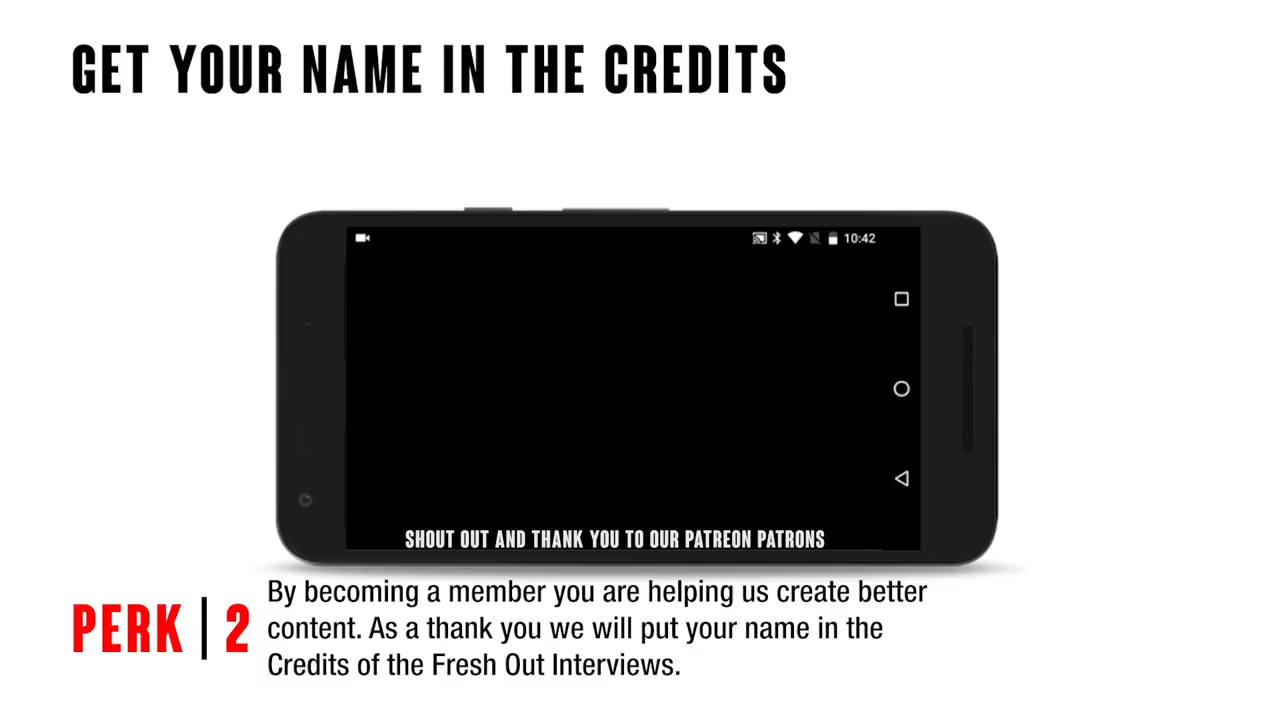 GET YOUR NAME IN THE CREDITS
10:42
SHOUT OUT AND THANK YOU TO OUR PATREON PATRONS
PERK | 2
By becoming a member you are helping us create better
content. As a thank you we will put your name in the
Credits of the Fresh Out Interviews.